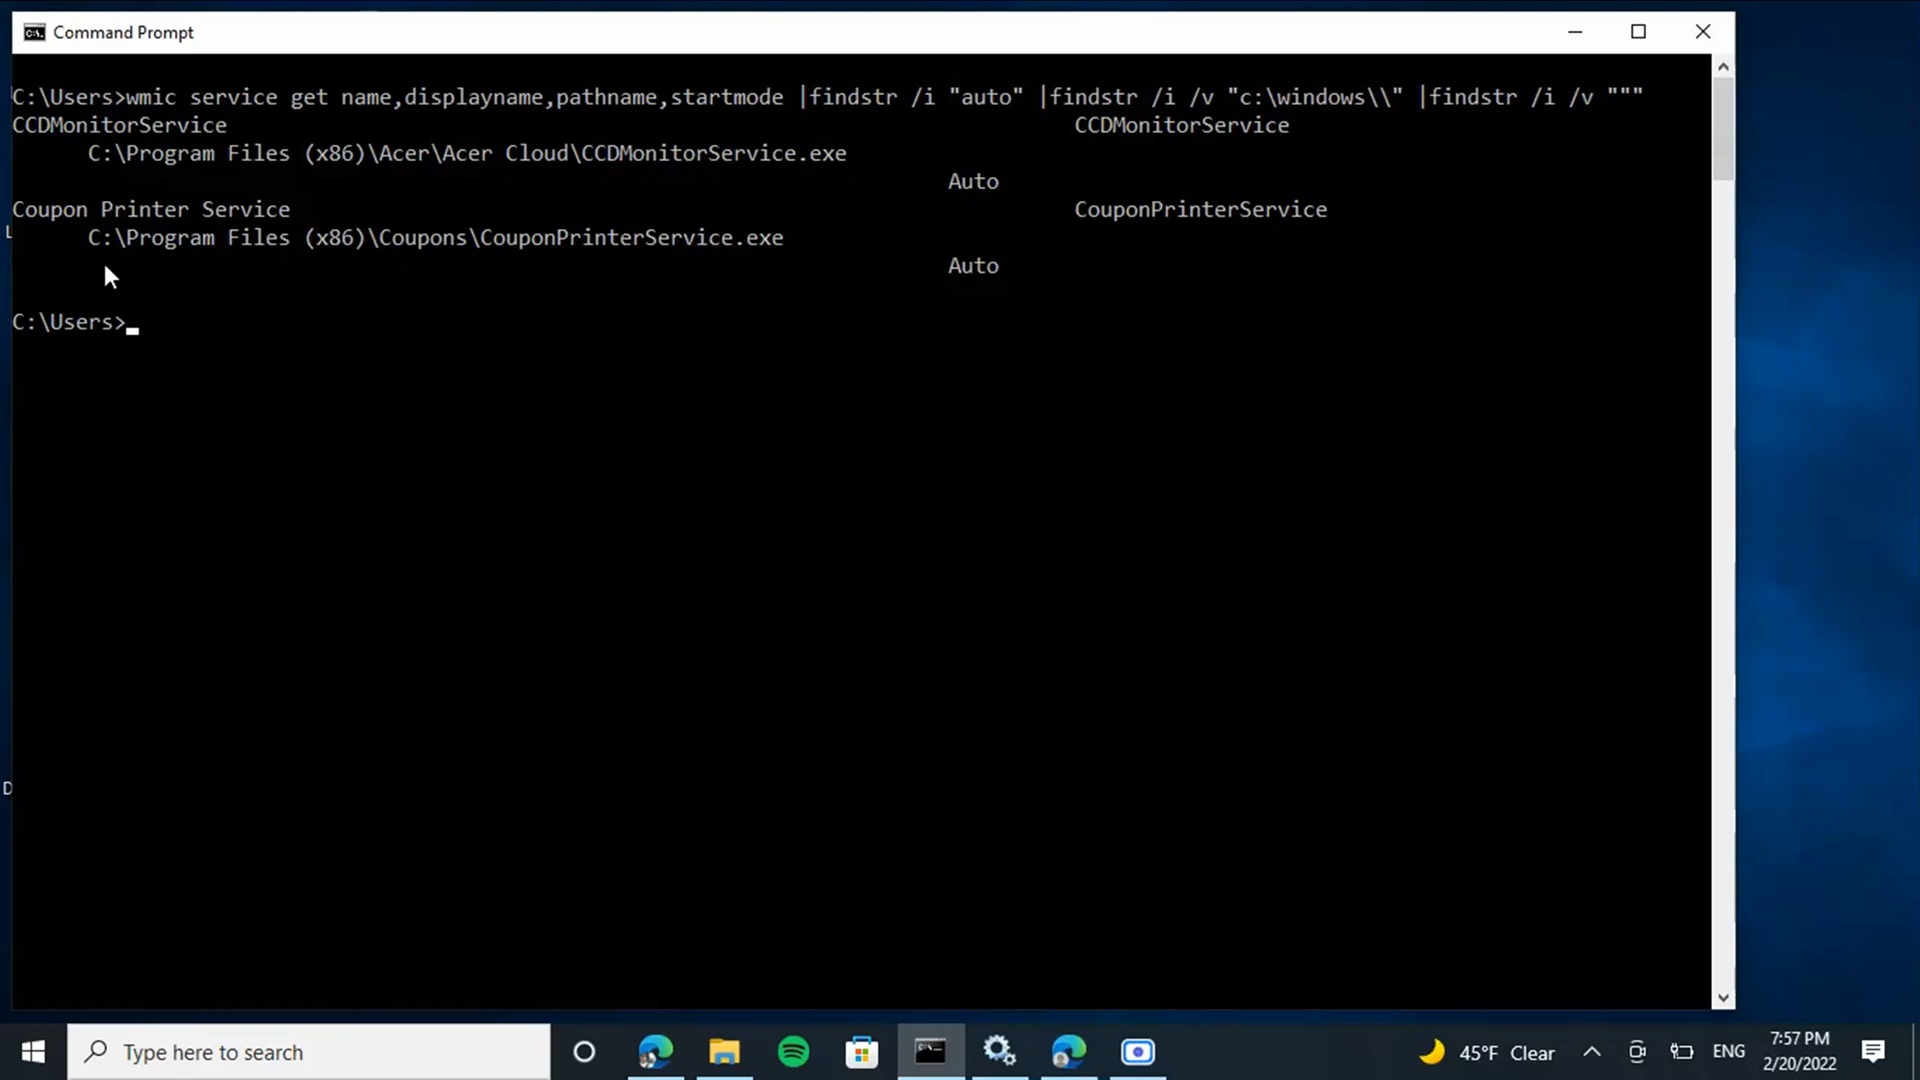 Command Prompt
C:\Users>wmic service get name,displayname,pathname,startmode |findstr /i "auto" |findstr /i /v "c:\windows\\" |findstr /i /v """
CCDMonitorService CCDMonitorService
C:\Program Files (x86)\Acer\Acer Cloud\CCDMonitorService.exe
Auto
Coupon Printer Service CouponPrinterService
L
C:\Program Files (x86)\Coupons\CouponPrinterService.exe
Auto
C:\Users>
D
Type here to search
45°F Clear
ENG
7:57 PM
2/20/2022